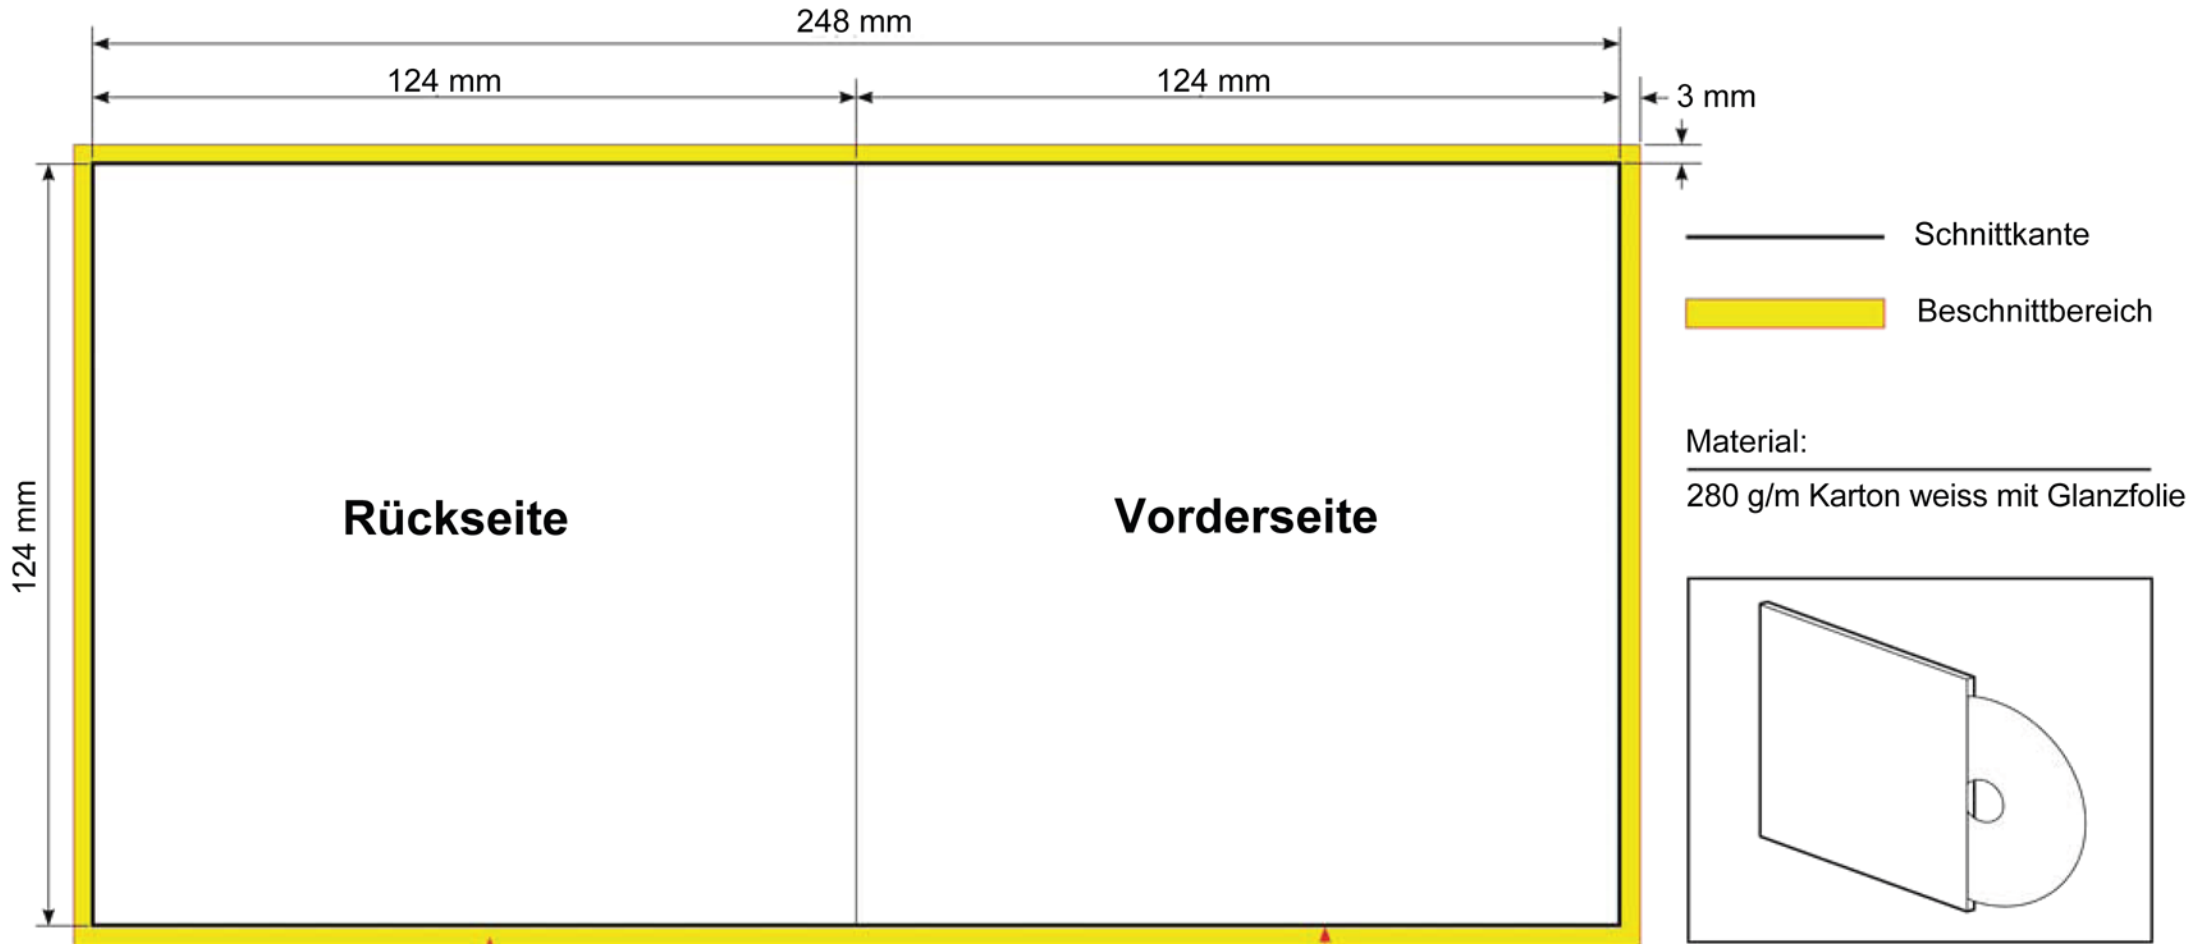 248 mm
124 mm
124 mm
3 mm
Schnittkante
Beschnittbereich
Material:
280 g/m Karton weiss mit Glanzfolie
124 mm
Rückseite
Vorderseite